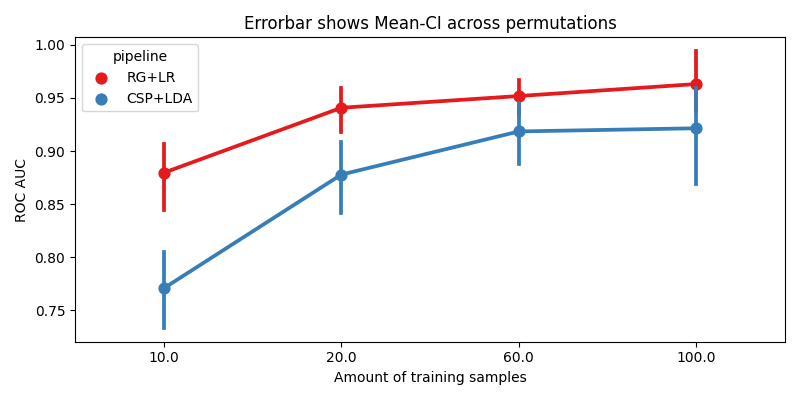 Errorbar shows Mean-CI across permutations
pipeline
RG+LR
CSP+LDA
ROC AUC
1.00
0.95
0.90
0.85
0.80
0.75
10.0 20.0 60.0 100.0
Amount of training samples